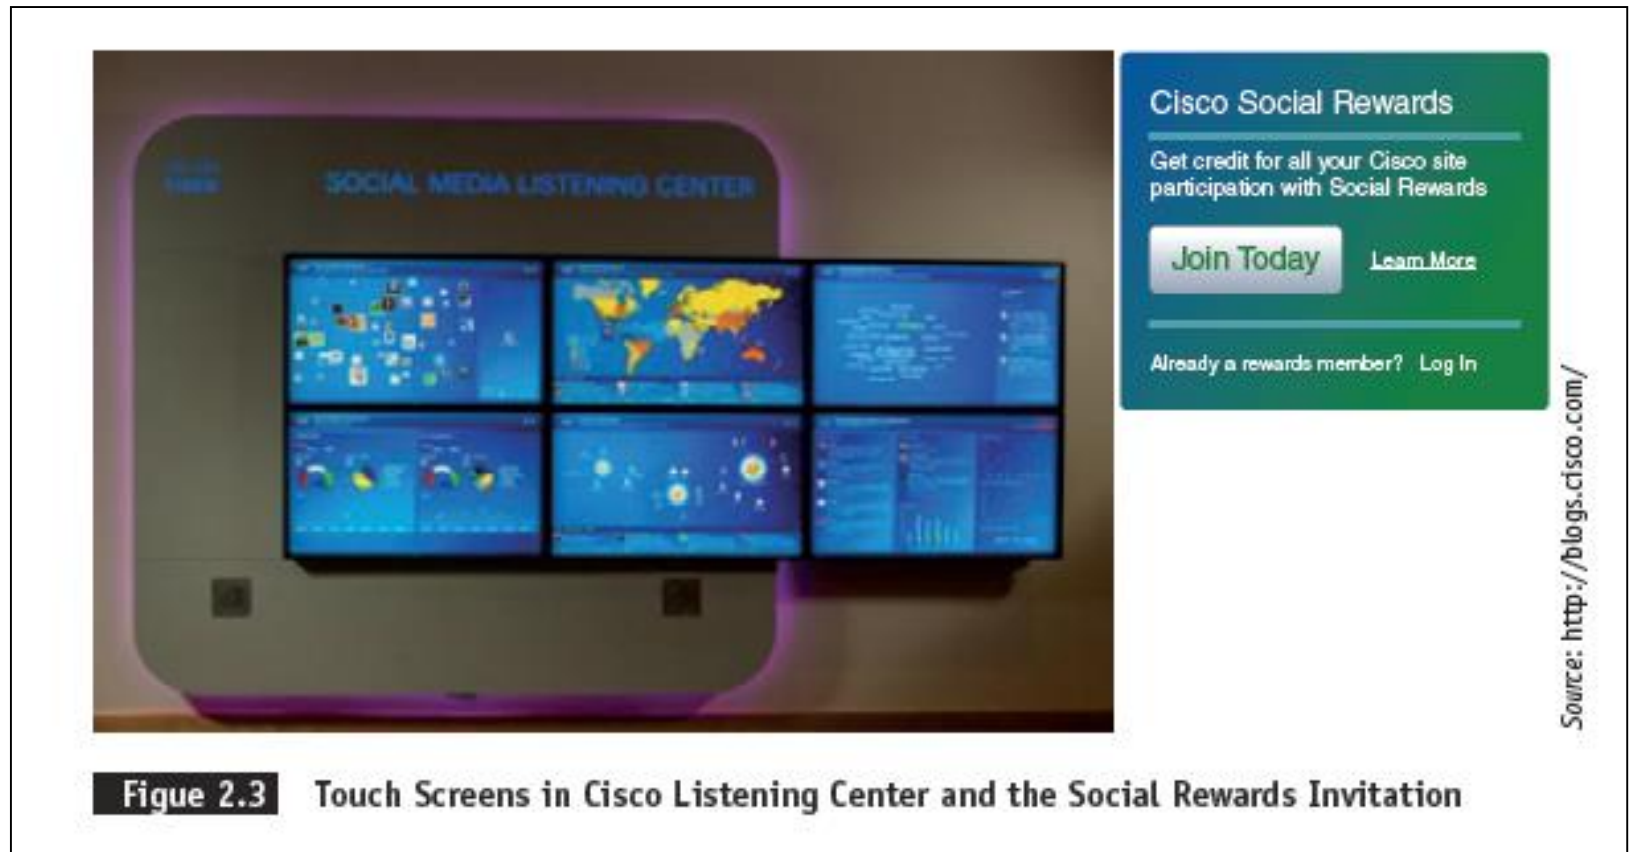 SOCIAL MEDIA LISTENING CENTER
Cisco Social Rewards
Get credit for all your Cisco site
participation with Social Rewards
Join Today
Learn More
Already a rewards member? Log In
Source: http://blogs.cisco.com/
Figue 2.3 Touch Screens in Cisco Listening Center and the Social Rewards Invitation